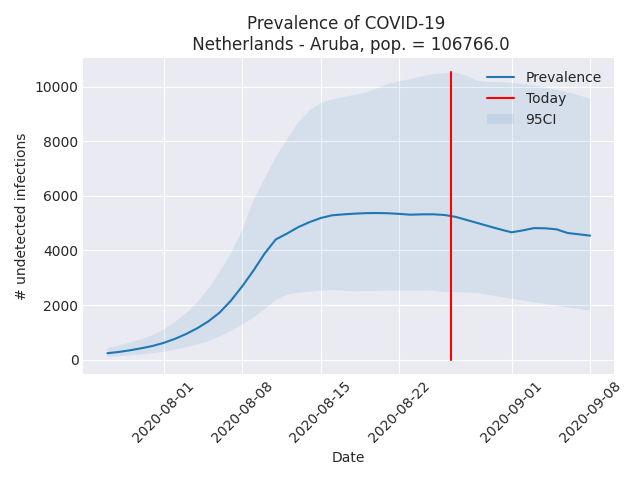 Prevalence of COVID-19
Netherlands - Aruba, pop. = 106766.0
Prevalence
Today
95CI
# undetected infections
10000
8000
6000
4000
2000
0
2020-08-01
2020-08-08
2020-08-15
2020-08-22
2020-09-01
2020-09-08
Date